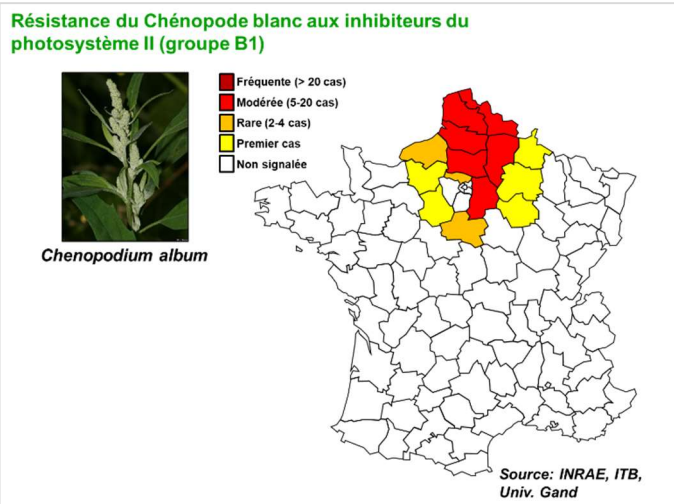 Résistance du Chénopode blanc aux inhibiteurs du
photosystème II (groupe B1)
Fréquente (> 20 cas)
Modérée (5-20 cas)
Rare (2-4 cas)
Premier cas
Non signalée
Chenopodium album
Source: INRAE, ITB,
Univ. Gand